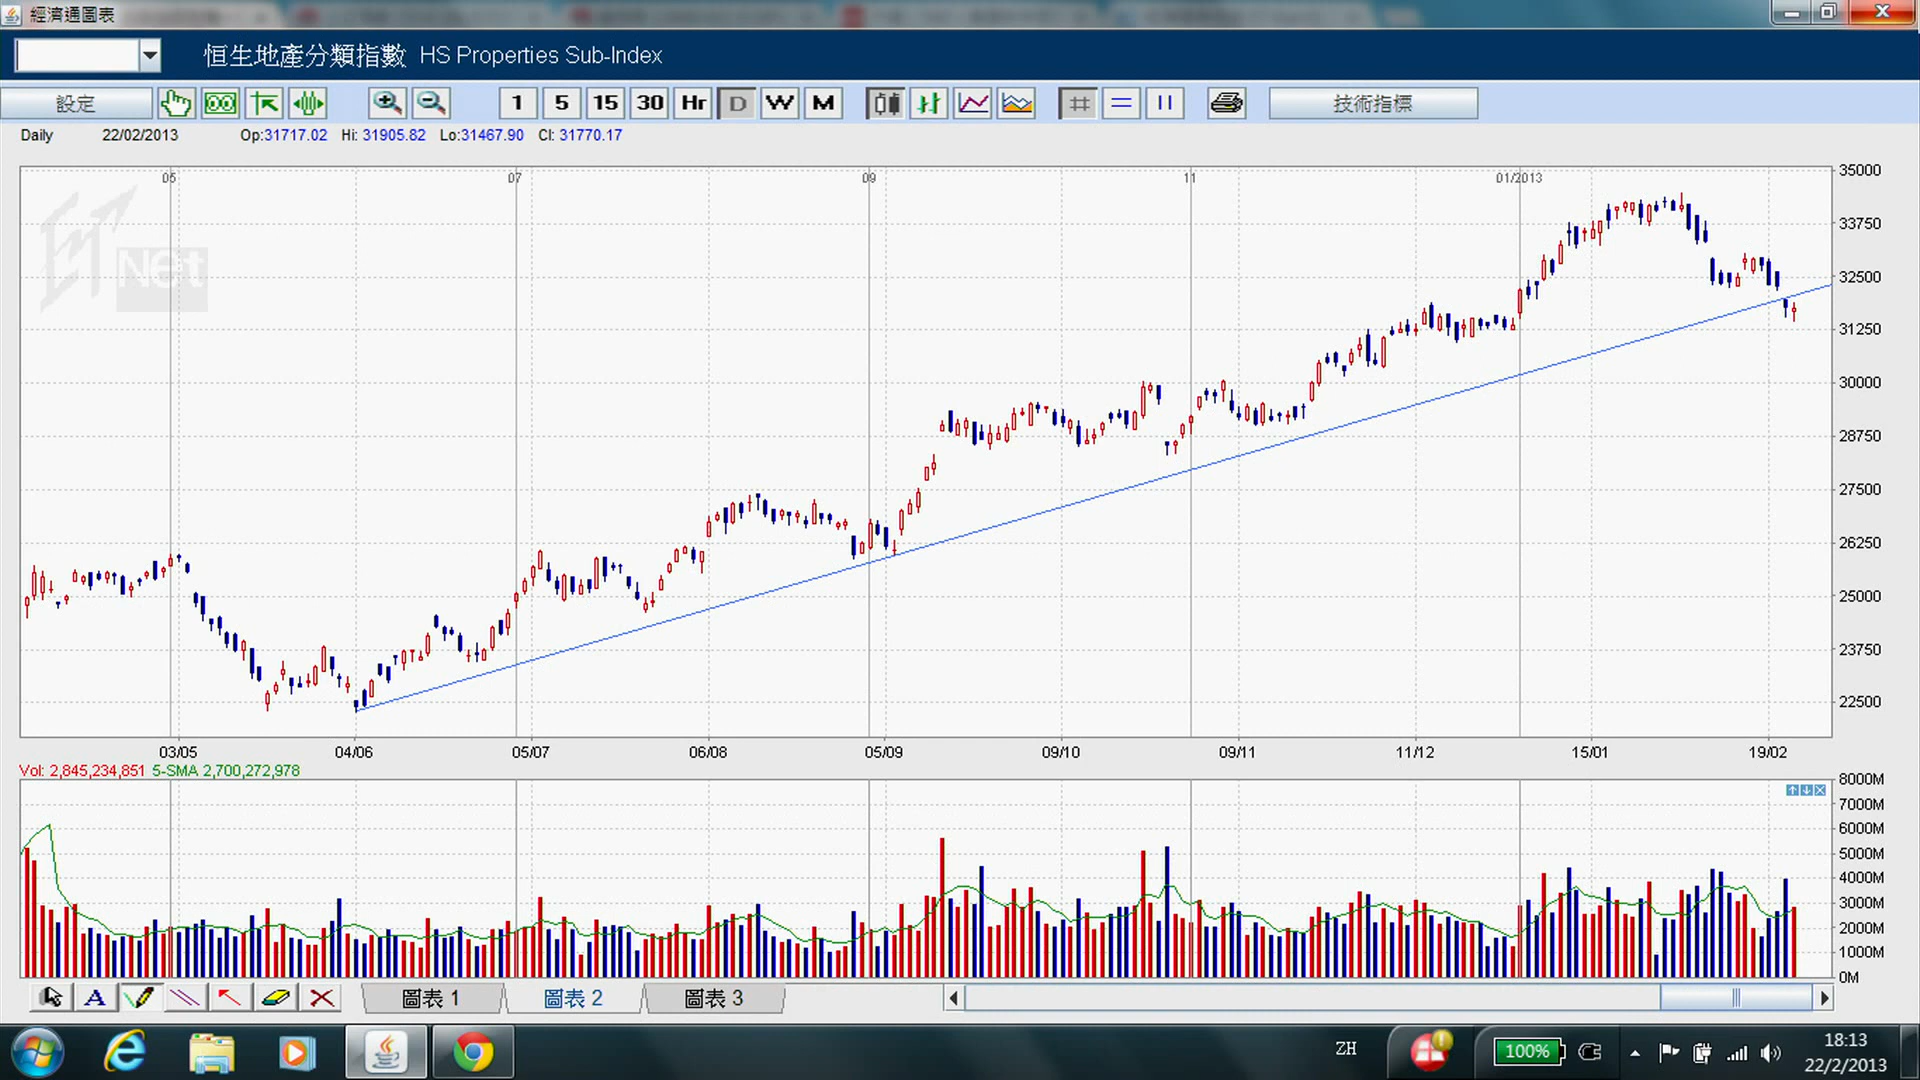 經濟通圖表
恒生地產分類指數 HS Properties Sub-Index
設定 1 5 15 30 Hr D W M 技術指標
Daily 22/02/2013 Op:31717.02 Hi: 31905.82 Lo:31467.90 Cl: 31770.17
05 07 09 11 01/2013
35000
33750
32500
31250
30000
28750
27500
26250
25000
23750
22500
Net
03/05 04/06 05/07 06/08 05/09 09/10 09/11 11/12 15/01 19/02
Vol: 2,845,234,851 5-SMA 2,700,272,978
8000M
7000M
6000M
5000M
4000M
3000M
2000M
1000M
0M
A 圖表 1 圖表 2 圖表 3
ZH 100% 18:13
22/2/2013